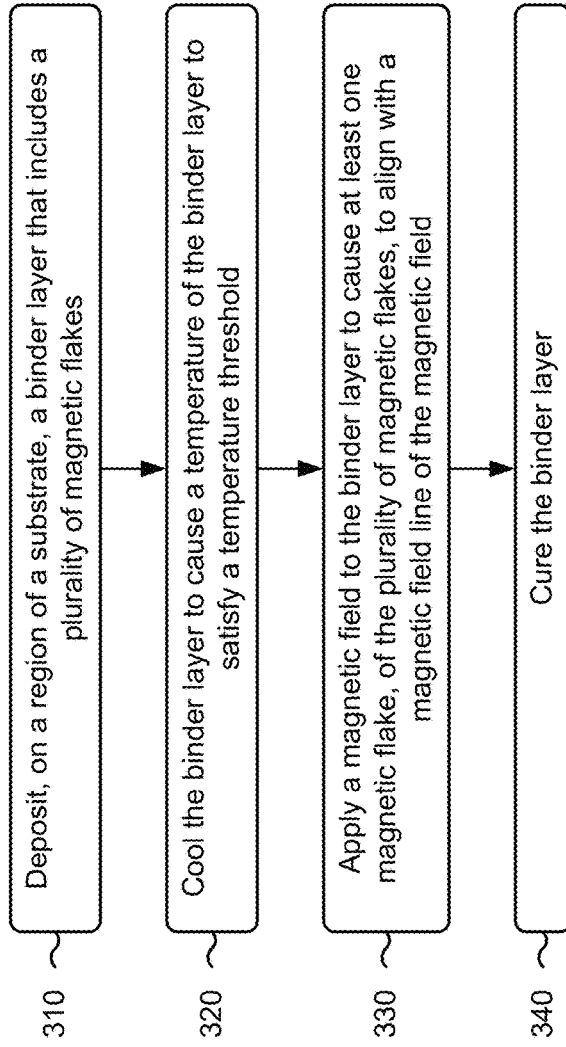 310
Deposit, on a region of a substrate, a binder layer that includes a
plurality of magnetic flakes
320
Cool the binder layer to cause a temperature of the binder layer to
satisfy a temperature threshold
330
Apply a magnetic field to the binder layer to cause at least one
magnetic flake, of the plurality of magnetic flakes, to align with a
magnetic field line of the magnetic field
340
Cure the binder layer